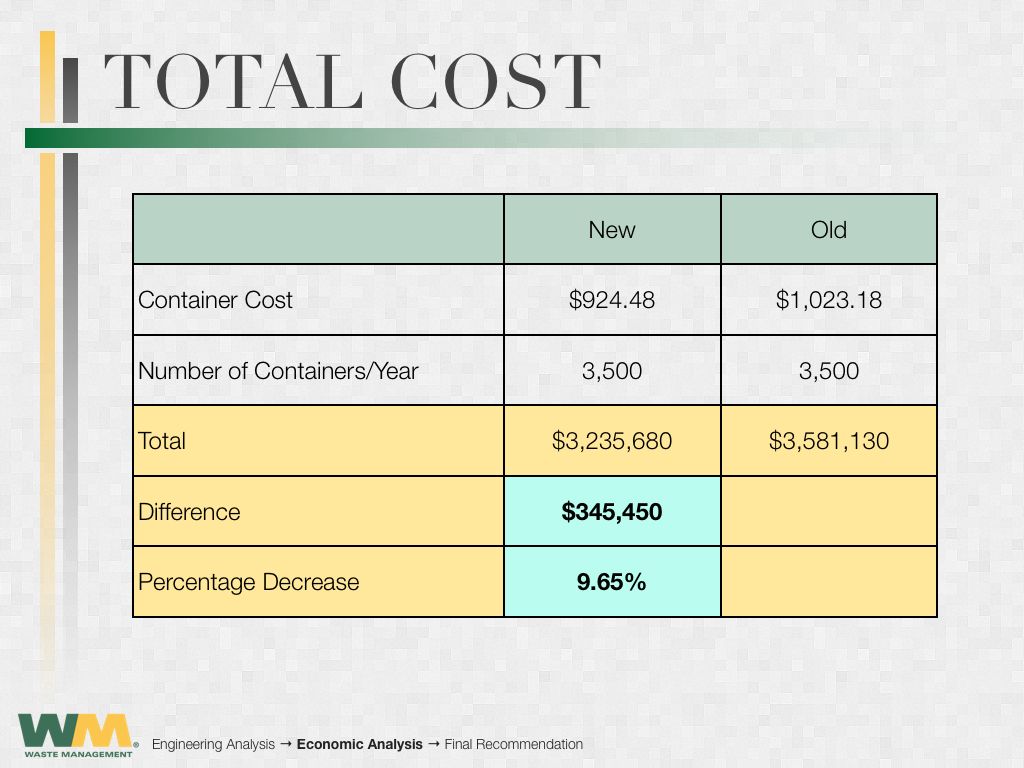 TOTAL COST
New Old
Container Cost $924.48 $1,023.18
Number of Containers/Year 3,500 3,500
Total $3,235,680 $3,581,130
Difference $345,450
Percentage Decrease 9.65%
WM®
WASTE MANAGEMENT
Engineering Analysis → Economic Analysis → Final Recommendation